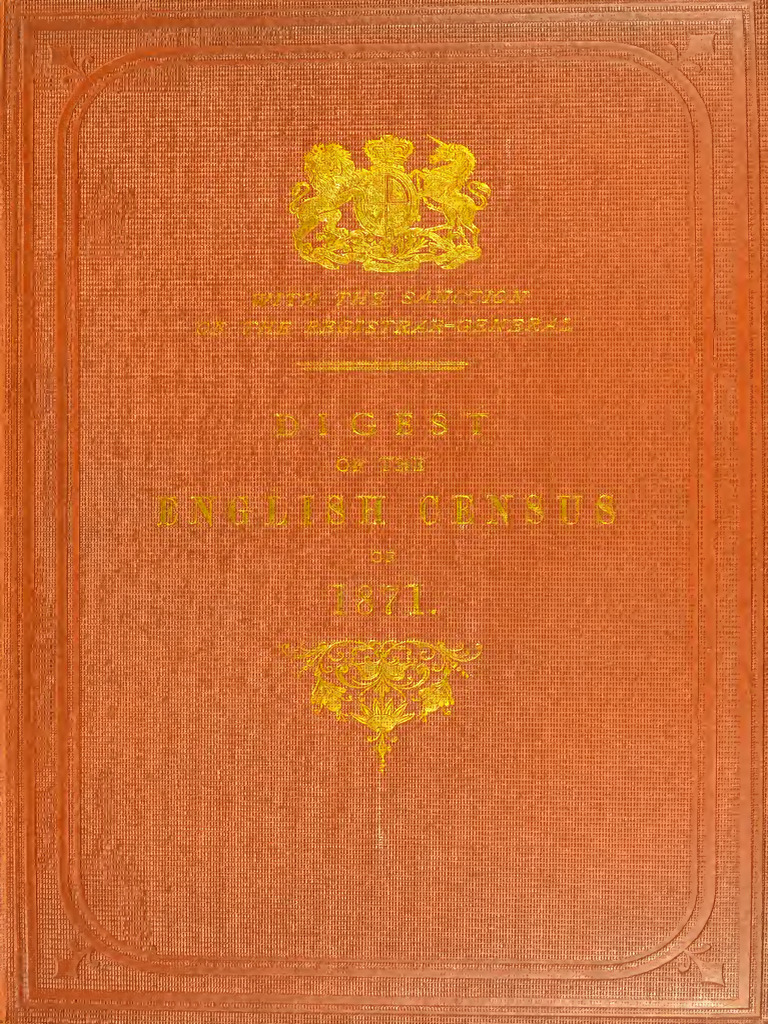 WITH THE SANCTION
OF THE REGISTRAR=GENERAL
DIGEST
OF THE
ENGLISH CENSUS
OF
1871.